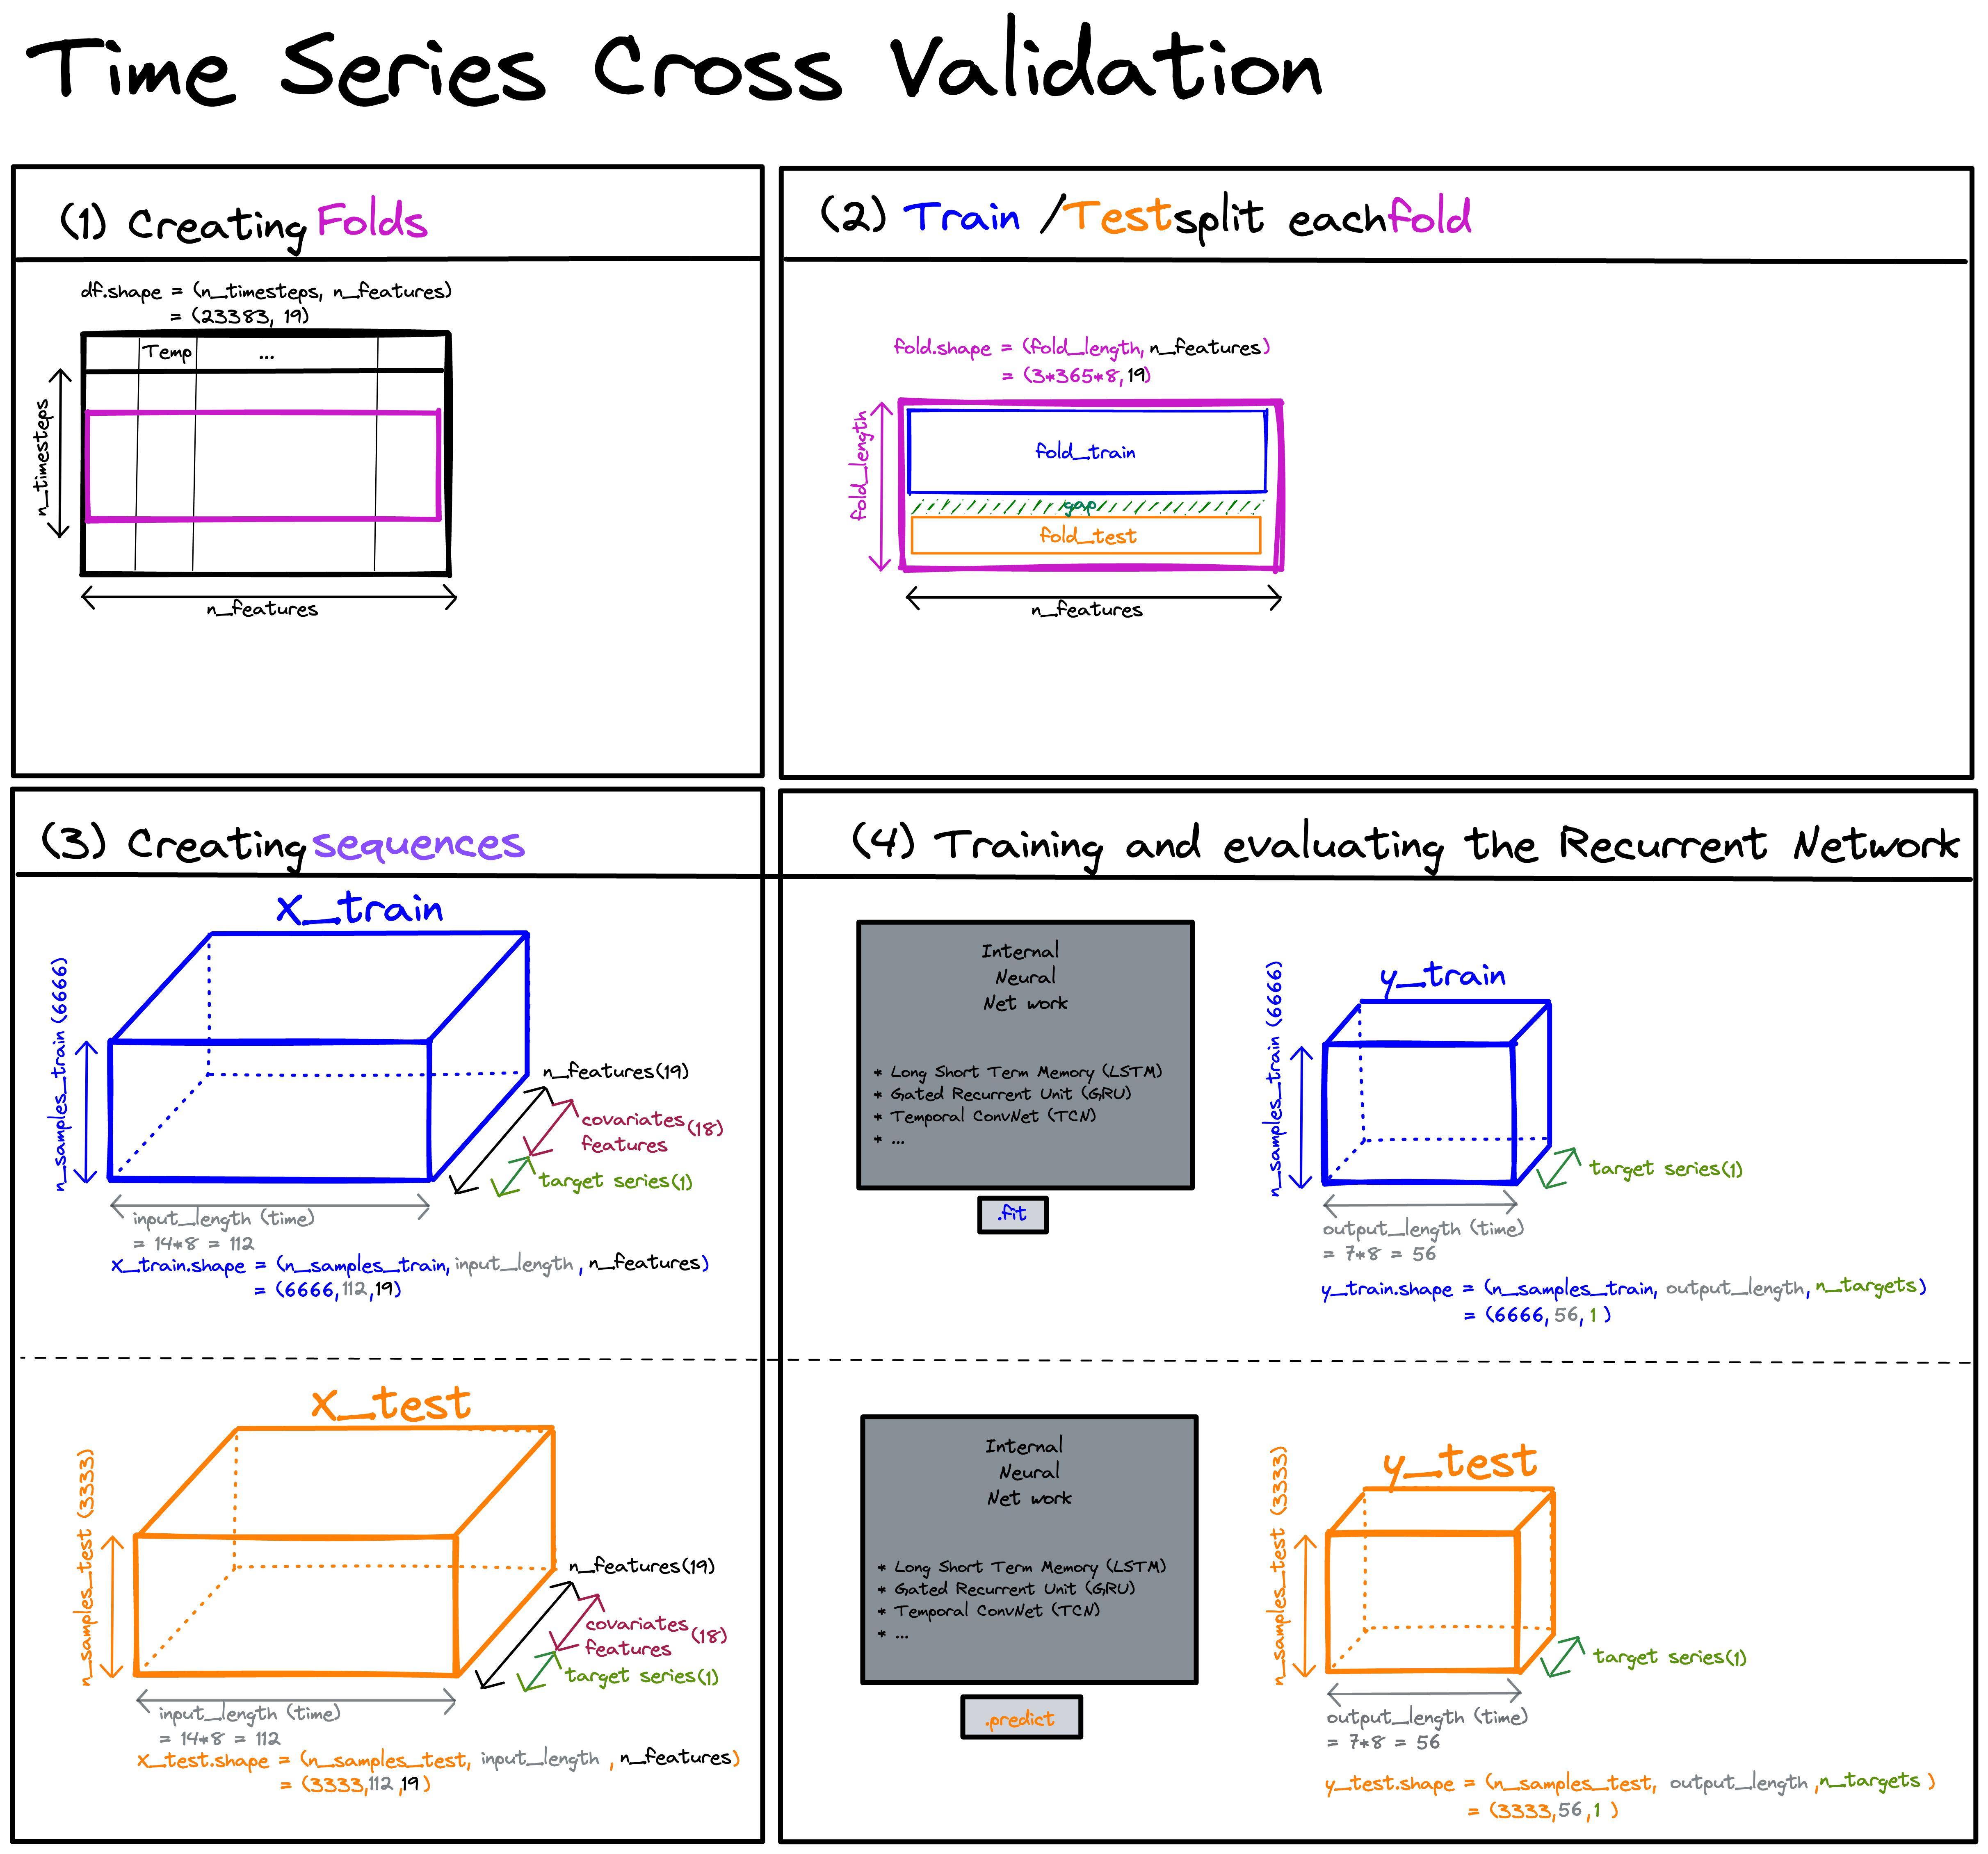 Time Series Cross Validation
(1) Creating Folds
df.shape = (n_timesteps, n_features)
= (23383, 19)
Temp ...
n_timesteps
n_features
(2) Train / Test split each fold
fold.shape = (fold_length, n_features)
= (3*365*8, 19)
fold_length
fold_train
gap
fold_test
n_features
(3) Creating sequences
X_train
n_samples_train (6666)
n_features(19)
covariates (18)
features
target series(1)
input_length (time)
= 14*8 = 112
X_train.shape = (n_samples_train, input_length, n_features)
= (6666, 112, 19)
X_test
n_samples_test (3333)
n_features(19)
covariates (18)
features
target series(1)
input_length (time)
= 14*8 = 112
X_test.shape = (n_samples_test, input_length, n_features)
= (3333, 112, 19)
(4) Training and evaluating the Recurrent Network
Internal
Neural
Net work
* Long Short Term Memory (LSTM)
* Gated Recurrent Unit (GRU)
* Temporal ConvNet (TCN)
* ...
.fit
y_train
n_samples_train (6666)
target series(1)
output_length (time)
= 7*8 = 56
y_train.shape = (n_samples_train, output_length, n_targets)
= (6666, 56, 1)
Internal
Neural
Net work
* Long Short Term Memory (LSTM)
* Gated Recurrent Unit (GRU)
* Temporal ConvNet (TCN)
* ...
.predict
y_test
n_samples_test (3333)
target series(1)
output_length (time)
= 7*8 = 56
y_test.shape = (n_samples_test, output_length, n_targets)
= (3333, 56, 1)